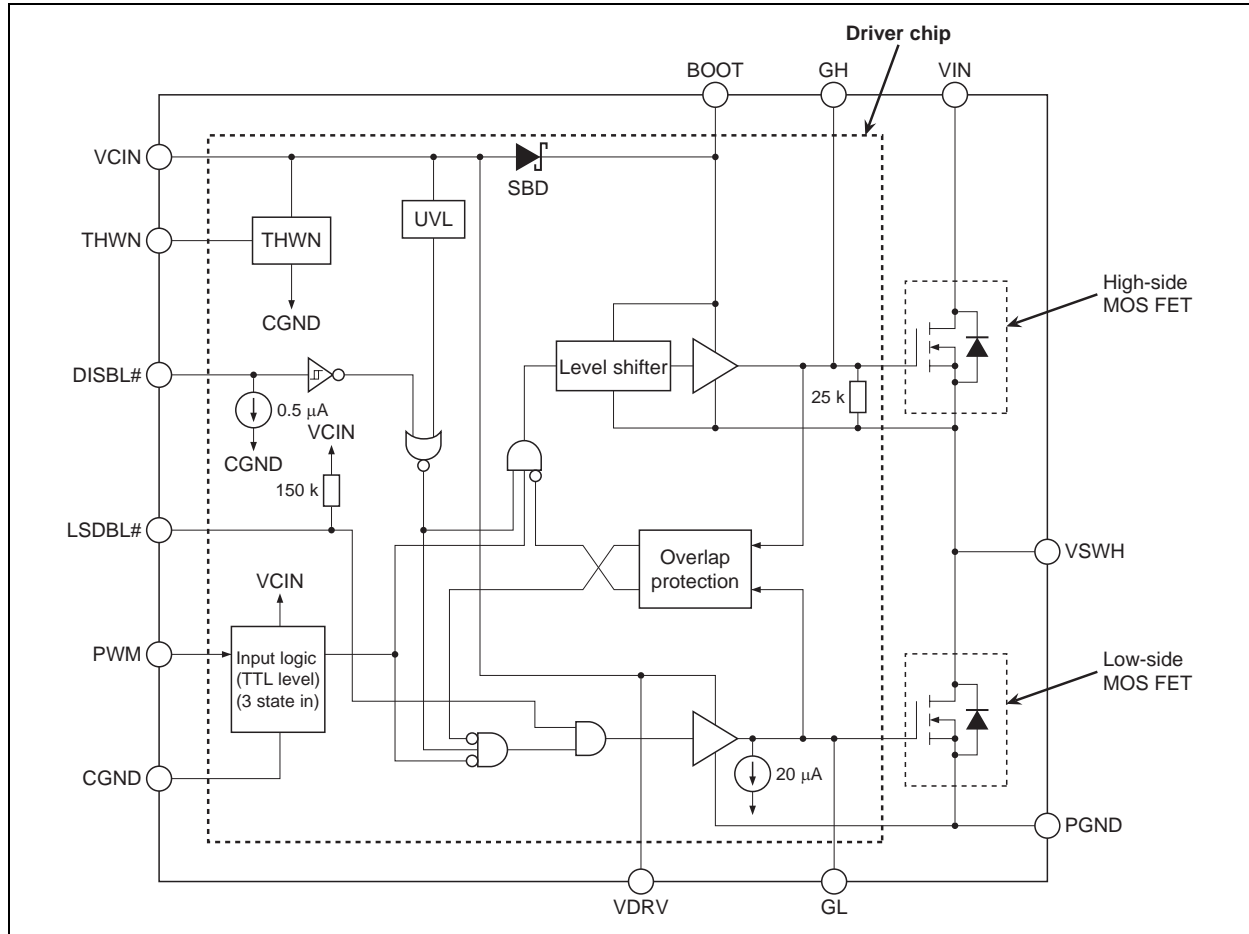 Driver chip
BOOT
GH
VIN
VCIN
SBD
UVL
THWN
THWN
CGND
High-side
MOS FET
DISBL#
Level shifter
25 k
0.5 μA
VCIN
CGND
150 k
LSDBL#
Overlap
protection
VSWH
VCIN
PWM
Input logic
(TTL level)
(3 state in)
Low-side
MOS FET
20 μA
CGND
PGND
VDRV
GL